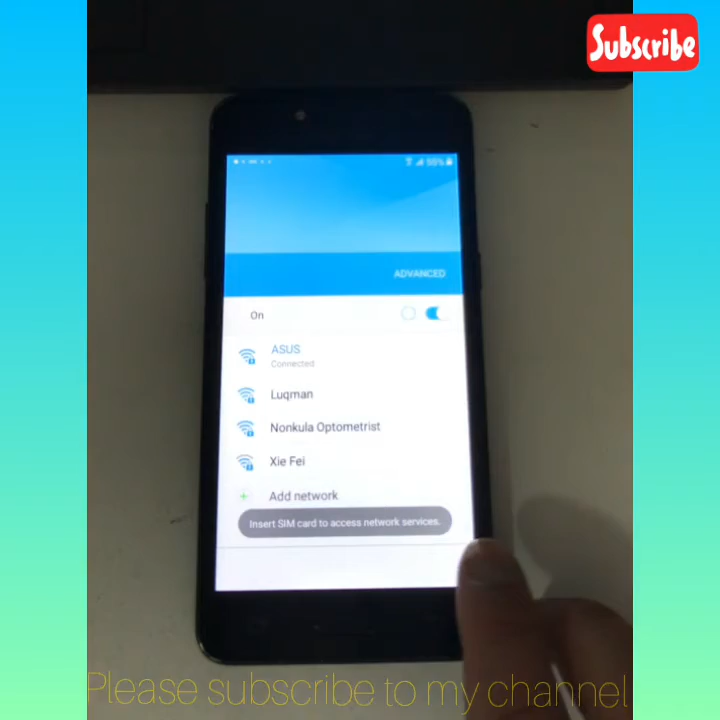 Subscribe
55%
ADVANCED
On
ASUS
Connected
Luqman
Nonkula Optometrist
Xie Fei
Add network
Insert SIM card to access network services.
Please subscribe to my channel